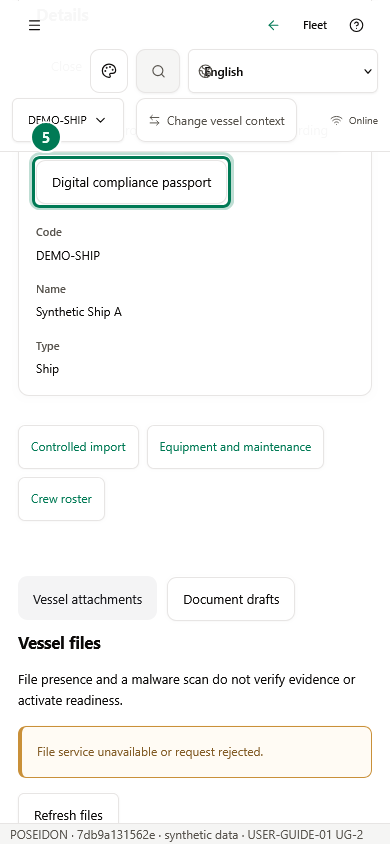 Details
Fleet
Close
English
DEMO-SHIP
Change vessel context
Online
5
Digital compliance passport
Code
DEMO-SHIP
Name
Synthetic Ship A
Type
Ship
Controlled import
Equipment and maintenance
Crew roster
Vessel attachments
Document drafts
Vessel files
File presence and a malware scan do not verify evidence or
activate readiness.
File service unavailable or request rejected.
Refresh files
POSEIDON · 7db9a131562e · synthetic data · USER-GUIDE-01 UG-2